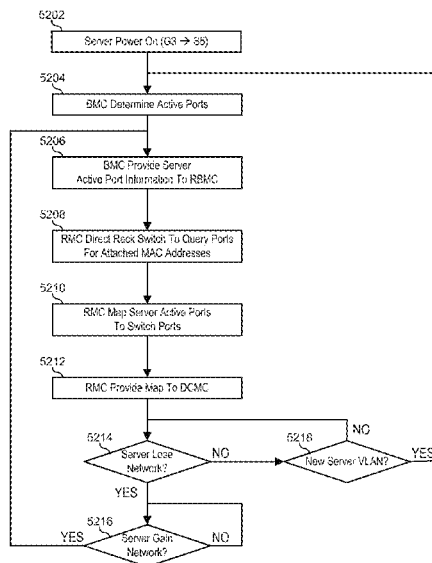 5202
Server Power On (G3 → S5)
5204
BMC Determine Active Ports
5206
BMC Provide Server
Active Port Information To RBMC
5208
RMC Direct Rack Switch To Query Ports
For Attached MAC Addresses
5210
RMC Map Server Active Ports
To Switch Ports
5212
RMC Provide Map To DCMC
5214
Server Lose
Network?
NO
5218
New Server VLAN?
NO
YES
YES
5216
Server Gain
Network?
YES
NO